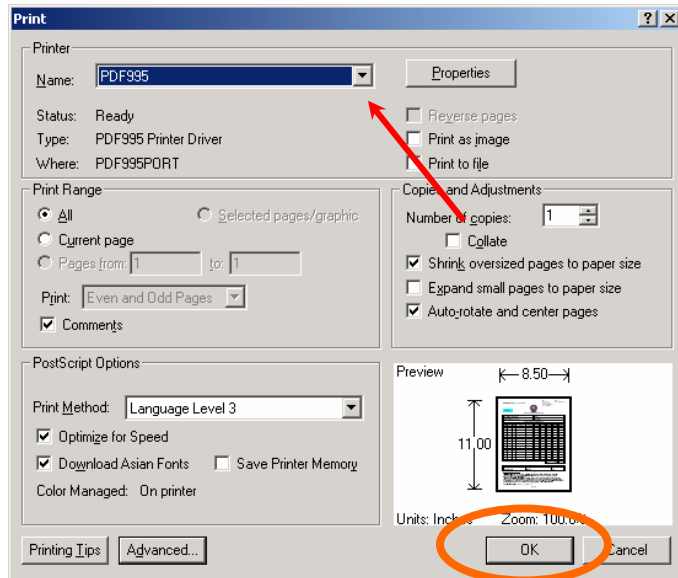 Print
Printer
Name: PDF995 Properties
Status: Ready Reverse pages
Type: PDF995 Printer Driver Print as image
Where: PDF995PORT Print to file
Print Range
All Selected pages/graphic
Current page
Pages from: 1 to: 1
Print: Even and Odd Pages
Comments
Copies and Adjustments
Number of copies: 1
Collate
Shrink oversized pages to paper size
Expand small pages to paper size
Auto-rotate and center pages
PostScript Options
Print Method: Language Level 3
Optimize for Speed
Download Asian Fonts Save Printer Memory
Color Managed: On printer
Preview
8.50
11.00
Units: Inches Zoom: 100.0%
Printing Tips Advanced... OK Cancel